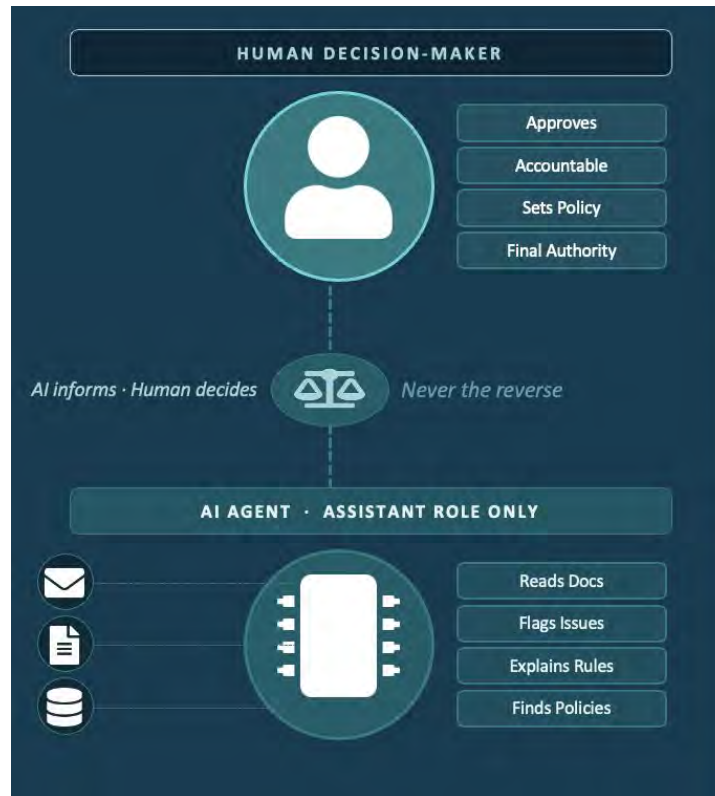 HUMAN DECISION-MAKER
Approves
Accountable
Sets Policy
Final Authority
AI informs · Human decides
Never the reverse
AI AGENT · ASSISTANT ROLE ONLY
Reads Docs
Flags Issues
Explains Rules
Finds Policies